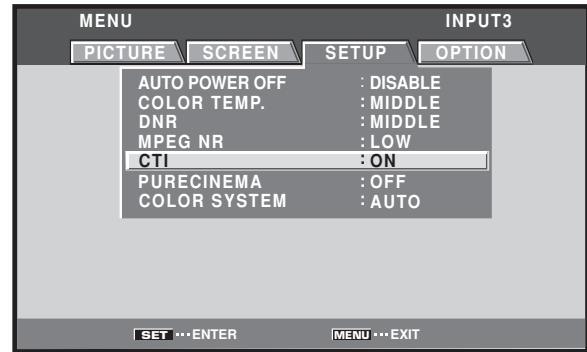 MENU INPUT3
PICTURE SCREEN SETUP OPTION
AUTO POWER OFF : DISABLE
COLOR TEMP. : MIDDLE
DNR : MIDDLE
MPEG NR : LOW
CTI : ON
PURECINEMA : OFF
COLOR SYSTEM : AUTO
SET ··· ENTER MENU ··· EXIT